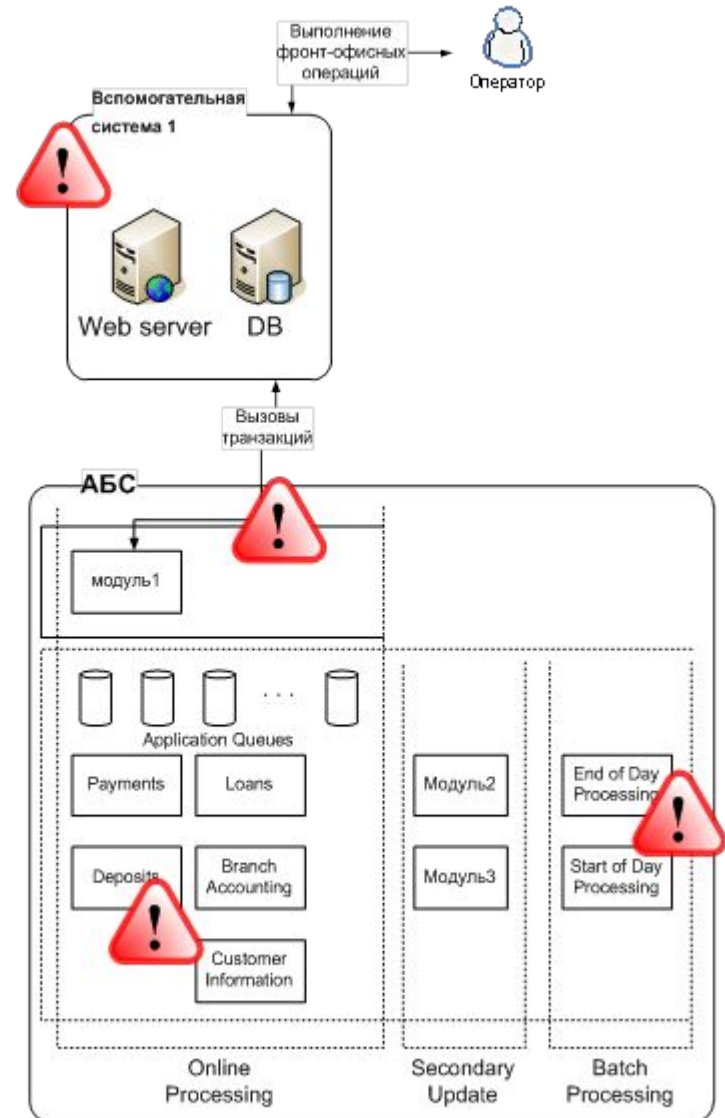 Выполнение
фронт-офисных
операций
Оператор
Вспомогательная
система 1
!
Web server
DB
Вызовы
транзакций
АБС
!
модуль1
. . .
Application Queues
Payments
Loans
Модуль2
End of Day
Processing
!
Deposits
Branch
Accounting
Модуль3
Start of Day
Processing
!
Customer
Information
Online
Processing
Secondary
Update
Batch
Processing